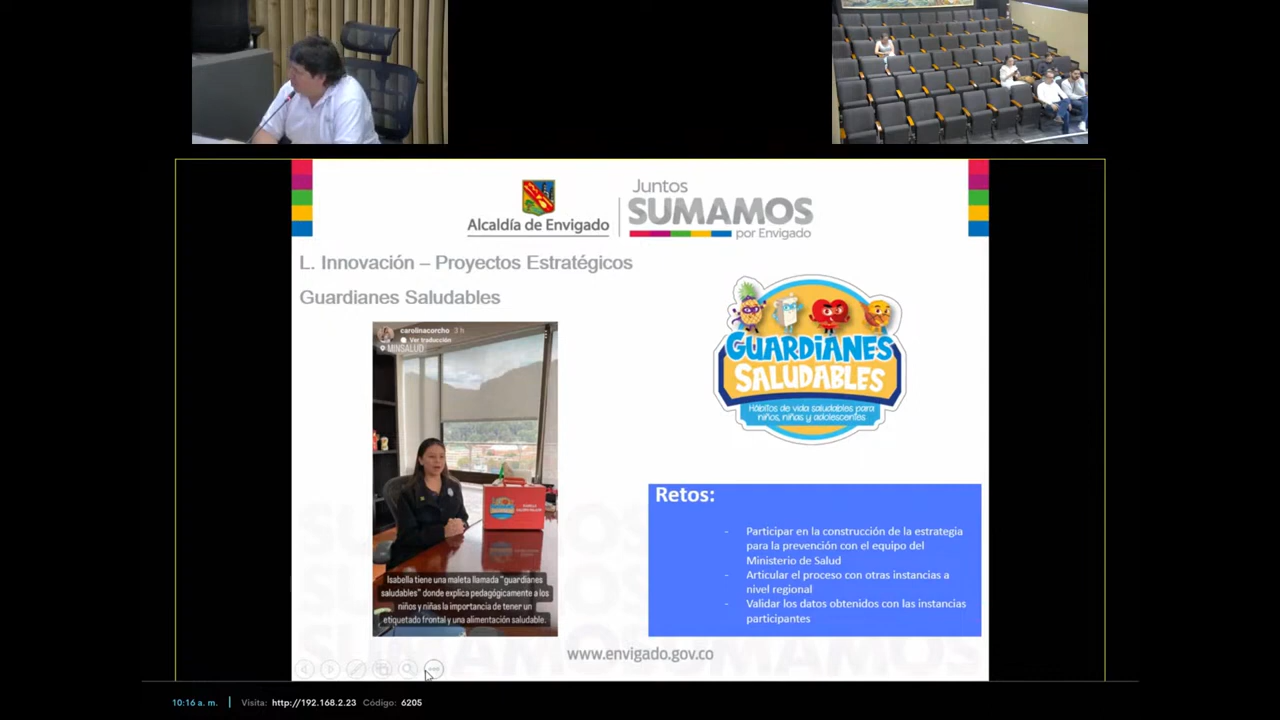 Alcaldía de Envigado
Juntos
SUMAMOS
por Envigado
L. Innovación – Proyectos Estratégicos
Guardianes Saludables
carolinacorcho 3 h
Ver traducción
MINSALUD
Isabella tiene una maleta llamada "guardianes
saludables" donde explica pedagógicamente a los
niños y niñas la importancia de tener un
etiquetado frontal y una alimentación saludable.
GUARDIANES
SALUDABLES
Hábitos de vida saludables para
niños, niñas y adolescentes
Retos:
- Participar en la construcción de la estrategia
para la prevención con el equipo del
Ministerio de Salud
- Articular el proceso con otras instancias a
nivel regional
- Validar los datos obtenidos con las instancias
participantes
www.envigado.gov.co
10:16 a. m. | Visita: http://192.168.2.23 Código: 6205